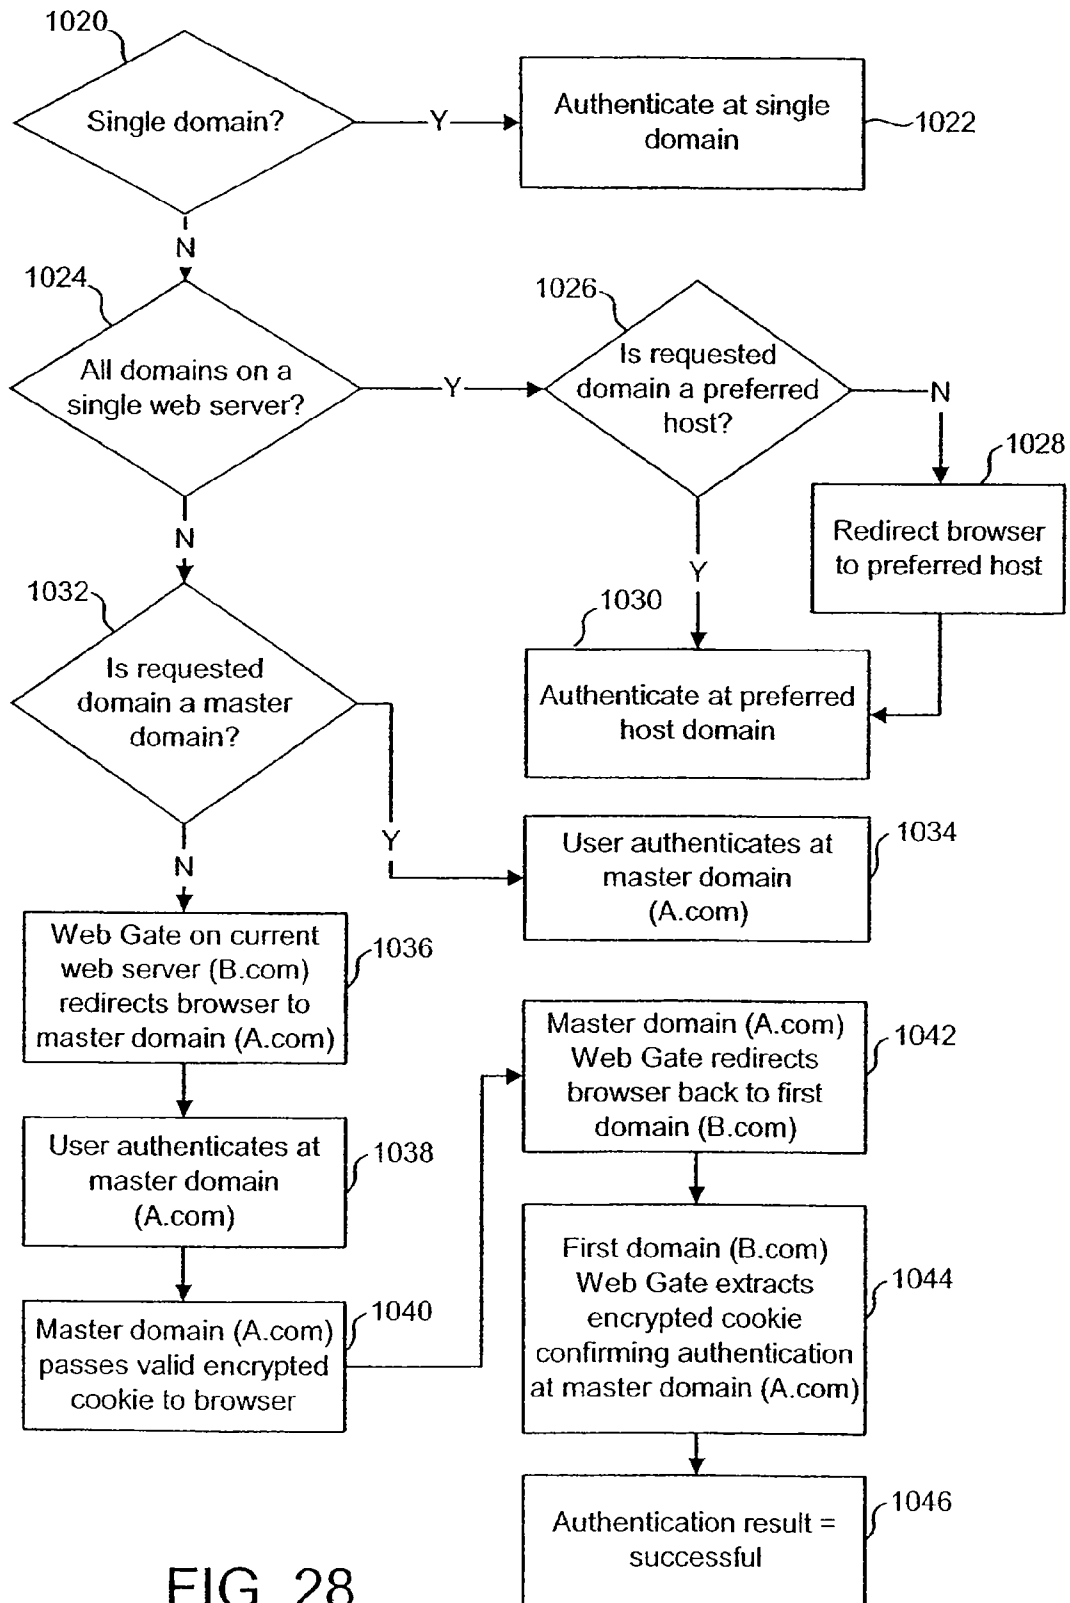 1020
Single domain?
Y
Authenticate at single
domain
1022
N
1024
All domains on a
single web server?
Y
1026
Is requested
domain a preferred
host?
N
1028
Redirect browser
to preferred host
Y
1030
Authenticate at preferred
host domain
N
1032
Is requested
domain a master
domain?
Y
1034
User authenticates at
master domain
(A.com)
N
Web Gate on current
web server (B.com)
redirects browser to
master domain (A.com)
1036
User authenticates at
master domain
(A.com)
1038
Master domain (A.com)
passes valid encrypted
cookie to browser
1040
Master domain (A.com)
Web Gate redirects
browser back to first
domain (B.com)
1042
First domain (B.com)
Web Gate extracts
encrypted cookie
confirming authentication
at master domain (A.com)
1044
Authentication result =
successful
1046
FIG. 28